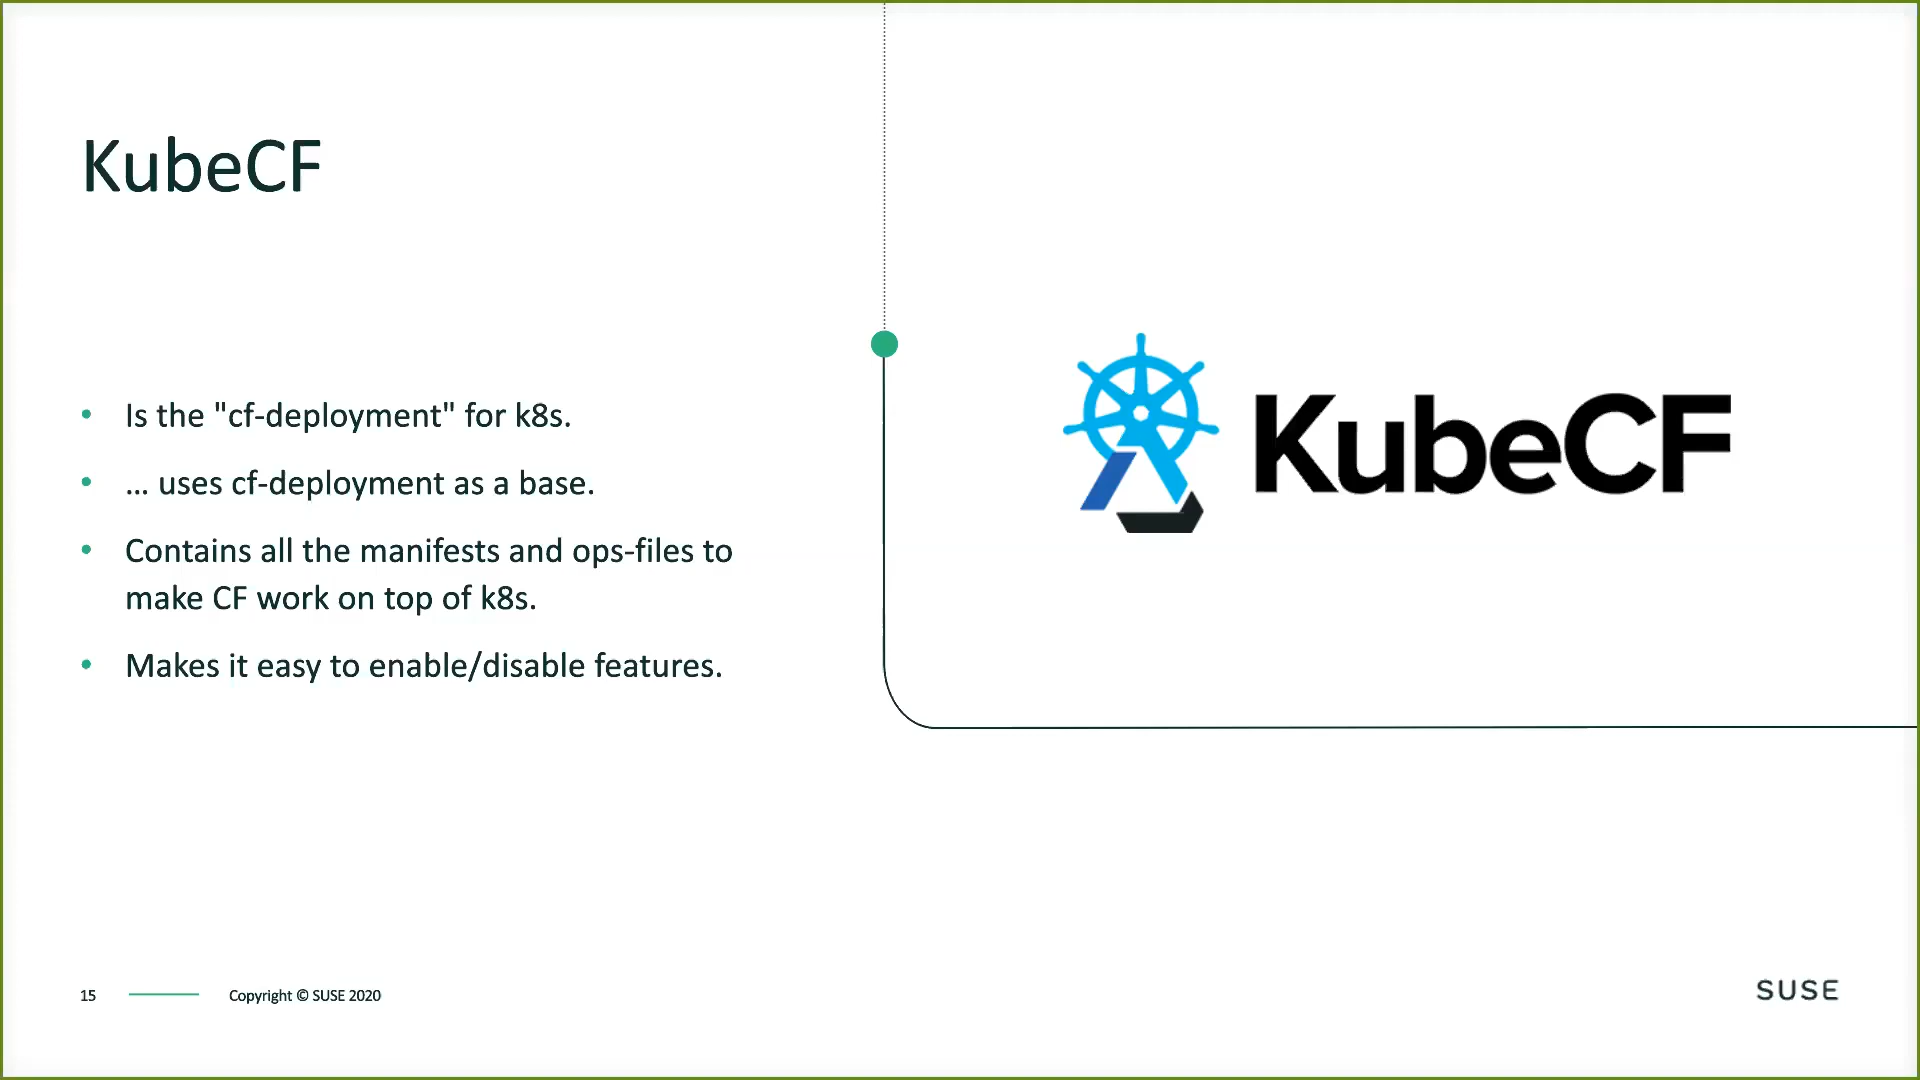 KubeCF
• Is the "cf-deployment" for k8s.
• … uses cf-deployment as a base.
• Contains all the manifests and ops-files to
make CF work on top of k8s.
• Makes it easy to enable/disable features.
KubeCF
15
Copyright © SUSE 2020
SUSE